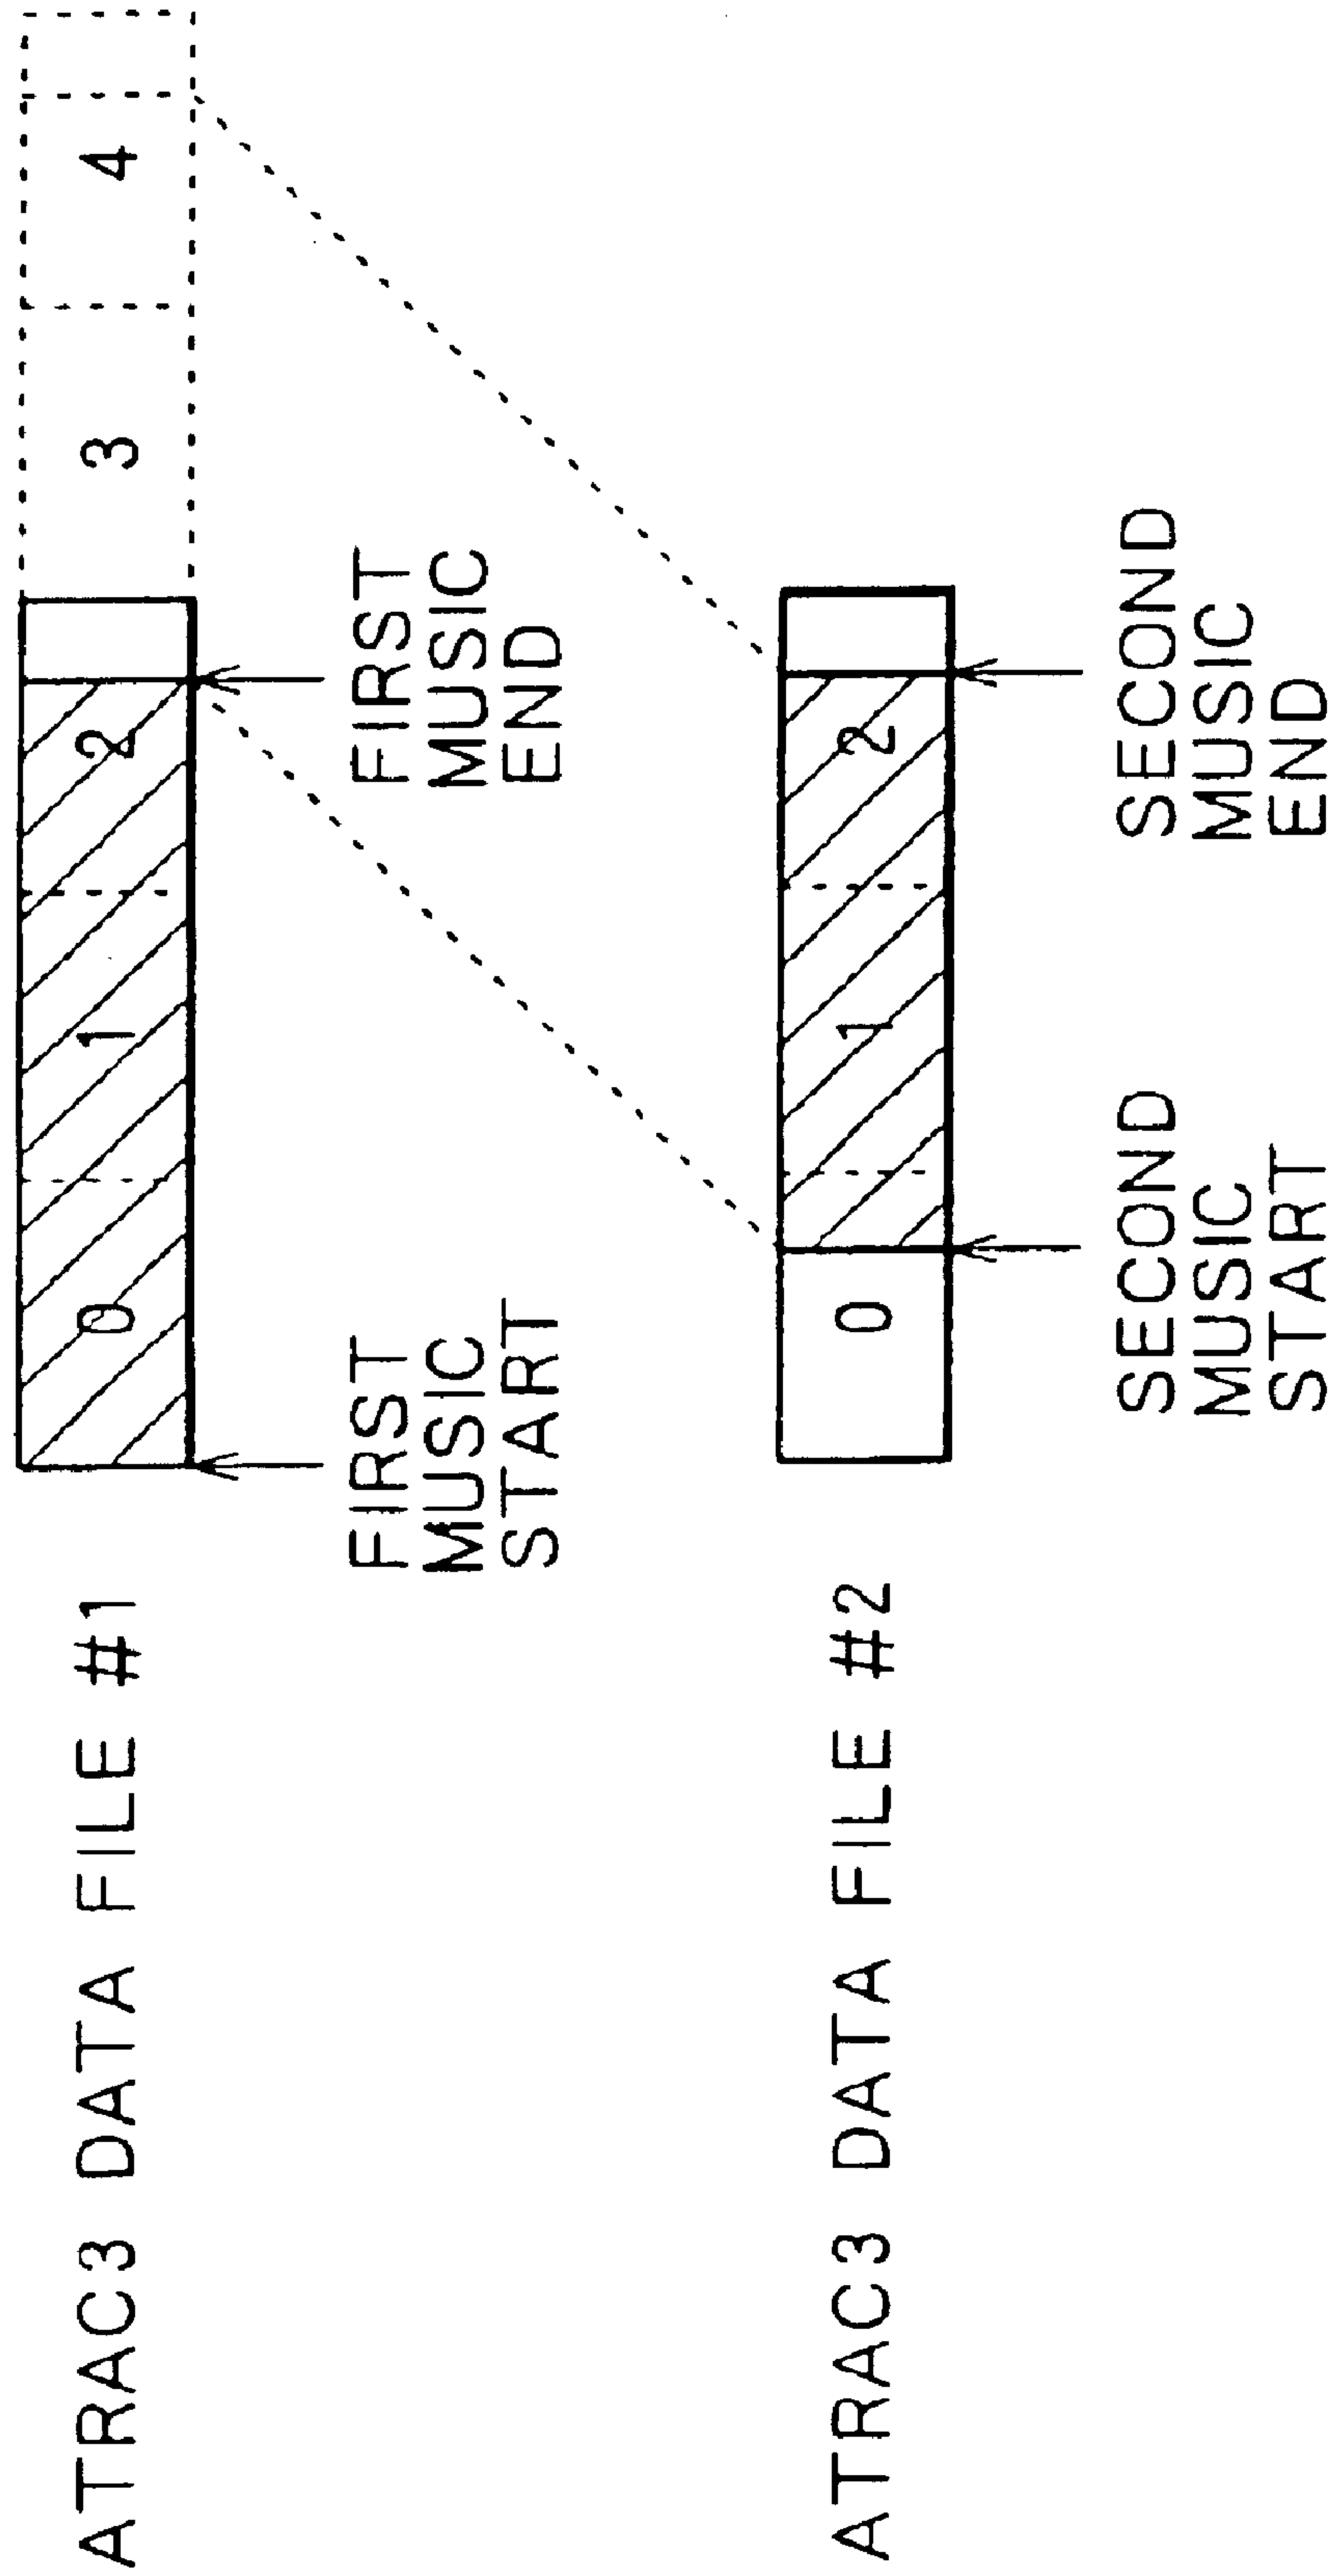 ATRAC3 DATA FILE #1
0
1
2
3
4
FIRST
MUSIC
START
FIRST
MUSIC
END
ATRAC3 DATA FILE #2
0
1
2
SECOND
MUSIC
START
SECOND
MUSIC
END